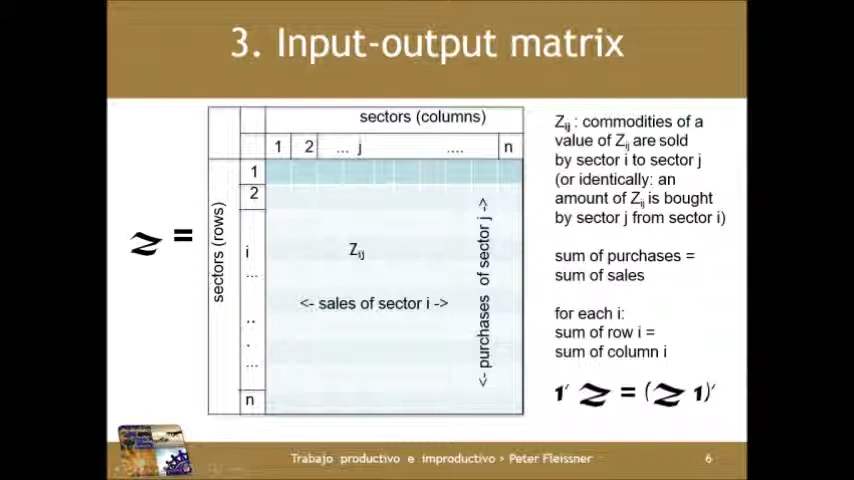 3. Input-output matrix
sectors (columns)
1 2 ... j .... n
sectors (rows)
1
2
i
...
..
.
...
n
Z =
Zij
<- sales of sector i ->
<- purchases of sector j ->
Zij : commodities of a
value of Zij are sold
by sector i to sector j
(or identically: an
amount of Zij is bought
by sector j from sector i)
sum of purchases =
sum of sales
for each i:
sum of row i =
sum of column i
1' Z = (Z 1)'
Trabajo productivo e improductivo > Peter Fleissner
6